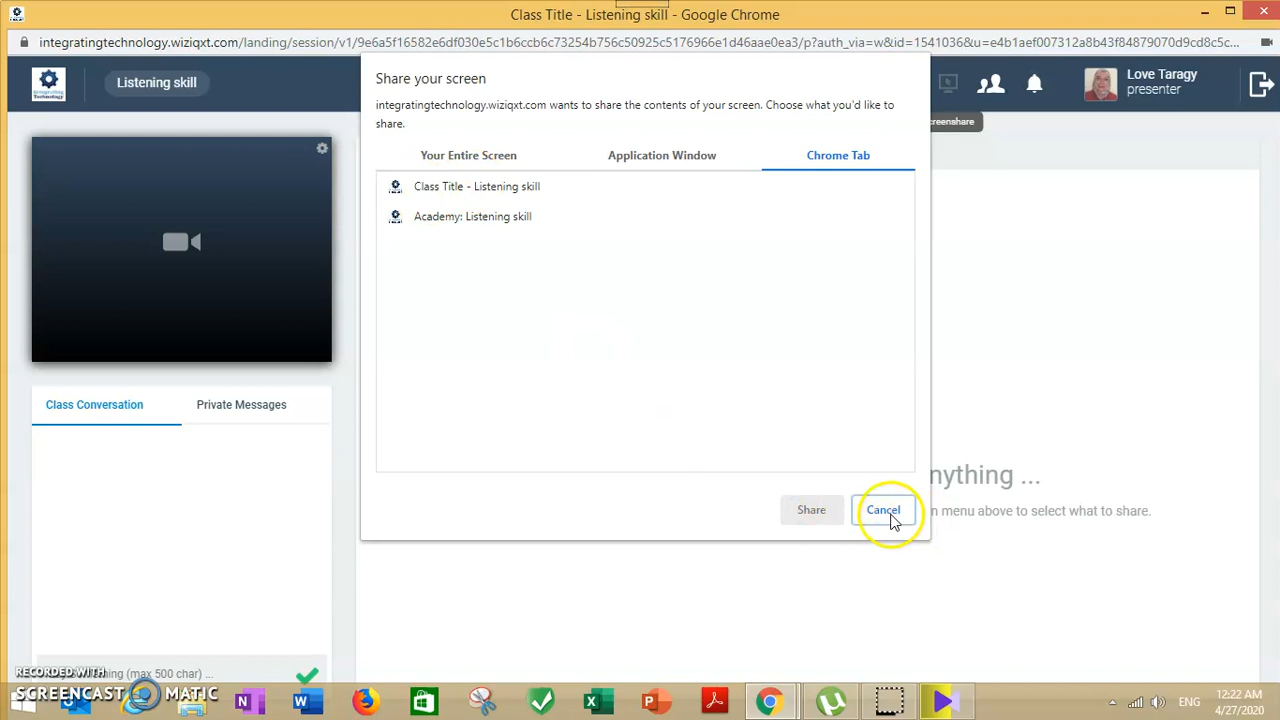 Class Title - Listening skill - Google Chrome
integratingtechnology.wiziqxt.com/landing/session/v1/9e6a5f16582e6df030e5c1b6ccb6c73254b756c50925c5176966e1d46aae0ea3/p?auth_via=w&id=1541036&u=e4b1aef007312a8b43f84879070d9cd8c5c...
Listening skill
Love Taragy
presenter
creenshare
Share your screen
integratingtechnology.wiziqxt.com wants to share the contents of your screen. Choose what you'd like to
share.
Your Entire Screen
Application Window
Chrome Tab
Class Title - Listening skill
Academy: Listening skill
Share
Cancel
Class Conversation
Private Messages
nything ...
n menu above to select what to share.
(max 500 char) ...
RECORDED WITH
SCREENCAST MATIC
ENG
12:22 AM
4/27/2020